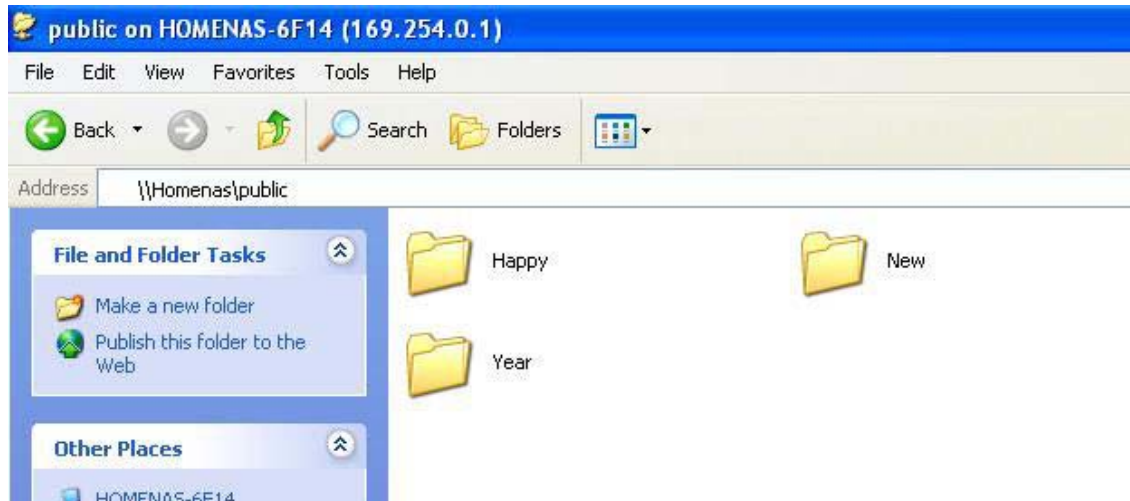 public on HOMENAS-6F14 (169.254.0.1)
File Edit View Favorites Tools Help
Back Search Folders
Address \\Homenas\public
File and Folder Tasks
Make a new folder
Publish this folder to the
Web
Other Places
HOMENAS-6F14
Happy New
Year